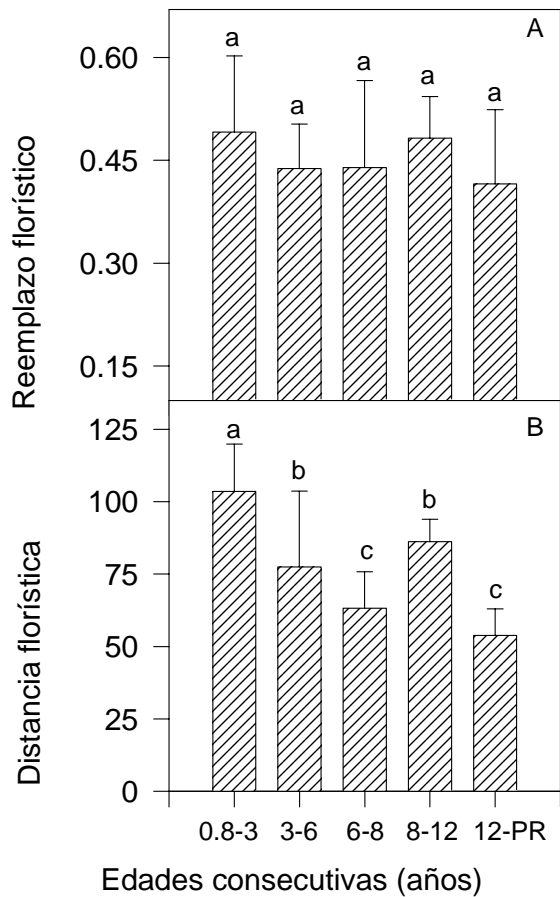 A
a a a a a
0.60
0.45
0.30
0.15
Reemplazo florístico
B
a b c b c
125
100
75
50
25
0
Distancia florística
0.8-3 3-6 6-8 8-12 12-PR
Edades consecutivas (años)